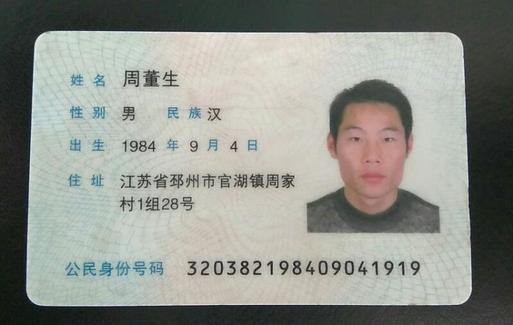 姓名 周董生
性别 男 民族 汉
出生 1984 年 9 月 4 日
住址 江苏省邳州市官湖镇周家
村1组28号
公民身份号码 320382198409041919